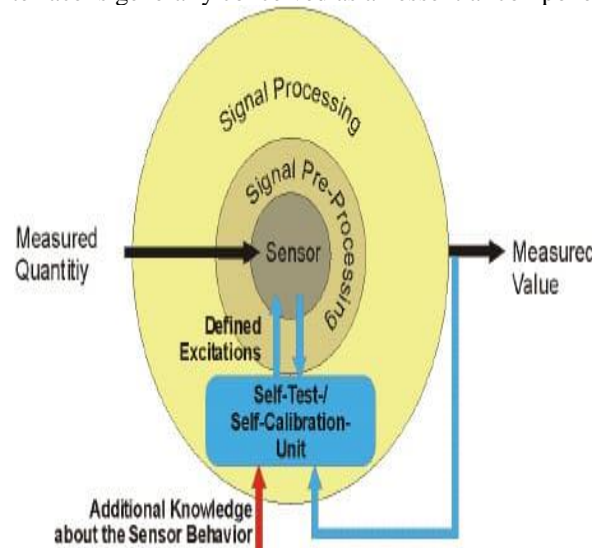 Signal Processing
Signal Pre-Processing
Measured
Quantitiy
Sensor
Measured
Value
Defined
Excitations
Self-Test-/
Self-Calibration-
Unit
Additional Knowledge
about the Sensor Behavior